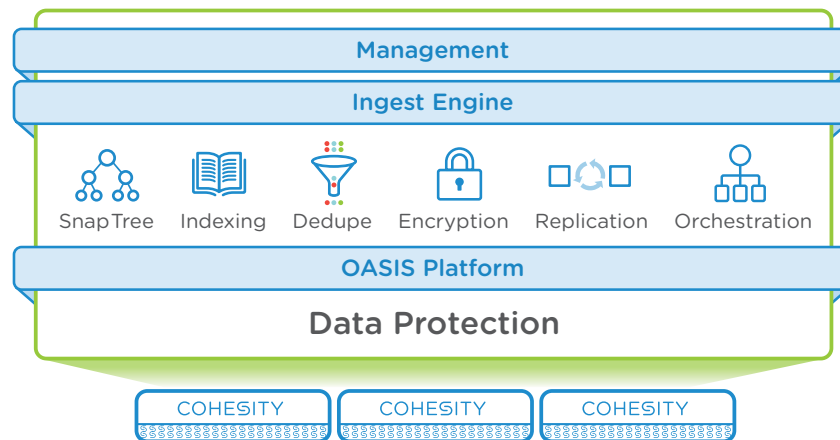 Management
Ingest Engine
SnapTree Indexing Dedupe Encryption Replication Orchestration
OASIS Platform
Data Protection
COHESITY COHESITY COHESITY